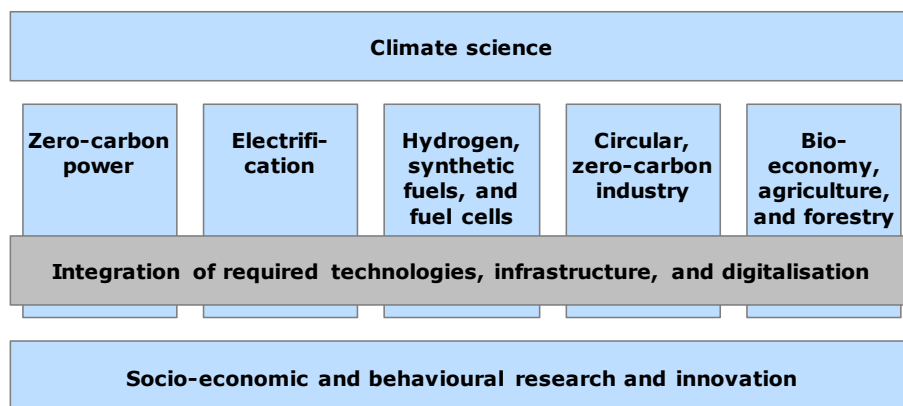 Climate science
Zero-carbon
power
Electrifi-
cation
Hydrogen,
synthetic
fuels, and
fuel cells
Circular,
zero-carbon
industry
Bio-
economy,
agriculture,
and forestry
Integration of required technologies, infrastructure, and digitalisation
Socio-economic and behavioural research and innovation